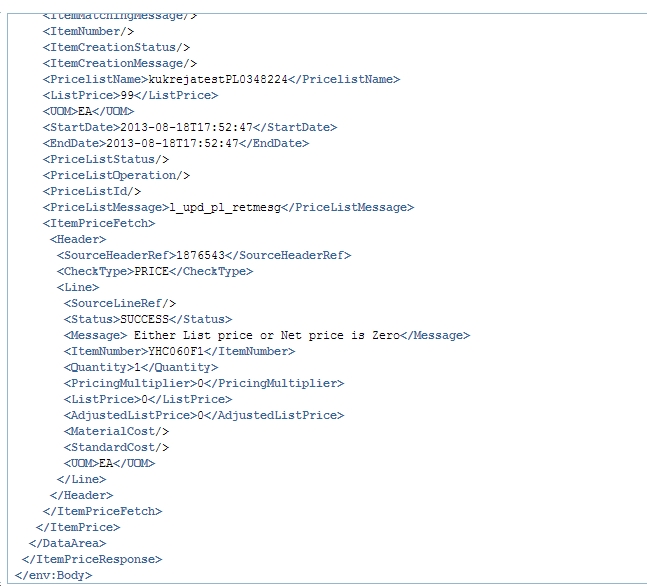 <ItemMatchingMessage/>
<ItemNumber/>
<ItemCreationStatus/>
<ItemCreationMessage/>
<PricelistName>kukrejatestPL0348224</PricelistName>
<ListPrice>99</ListPrice>
<UOM>EA</UOM>
<StartDate>2013-08-18T17:52:47</StartDate>
<EndDate>2013-08-18T17:52:47</EndDate>
<PriceListStatus/>
<PriceListOperation/>
<PriceListId/>
<PriceListMessage>l_upd_pl_retmesg</PriceListMessage>
<ItemPriceFetch>
<Header>
<SourceHeaderRef>1876543</SourceHeaderRef>
<CheckType>PRICE</CheckType>
<Line>
<SourceLineRef/>
<Status>SUCCESS</Status>
<Message> Either List price or Net price is Zero</Message>
<ItemNumber>YHC060F1</ItemNumber>
<Quantity>1</Quantity>
<PricingMultiplier>0</PricingMultiplier>
<ListPrice>0</ListPrice>
<AdjustedListPrice>0</AdjustedListPrice>
<MaterialCost/>
<StandardCost/>
<UOM>EA</UOM>
</Line>
</Header>
</ItemPriceFetch>
</ItemPrice>
</DataArea>
</ItemPriceResponse>
</env:Body>